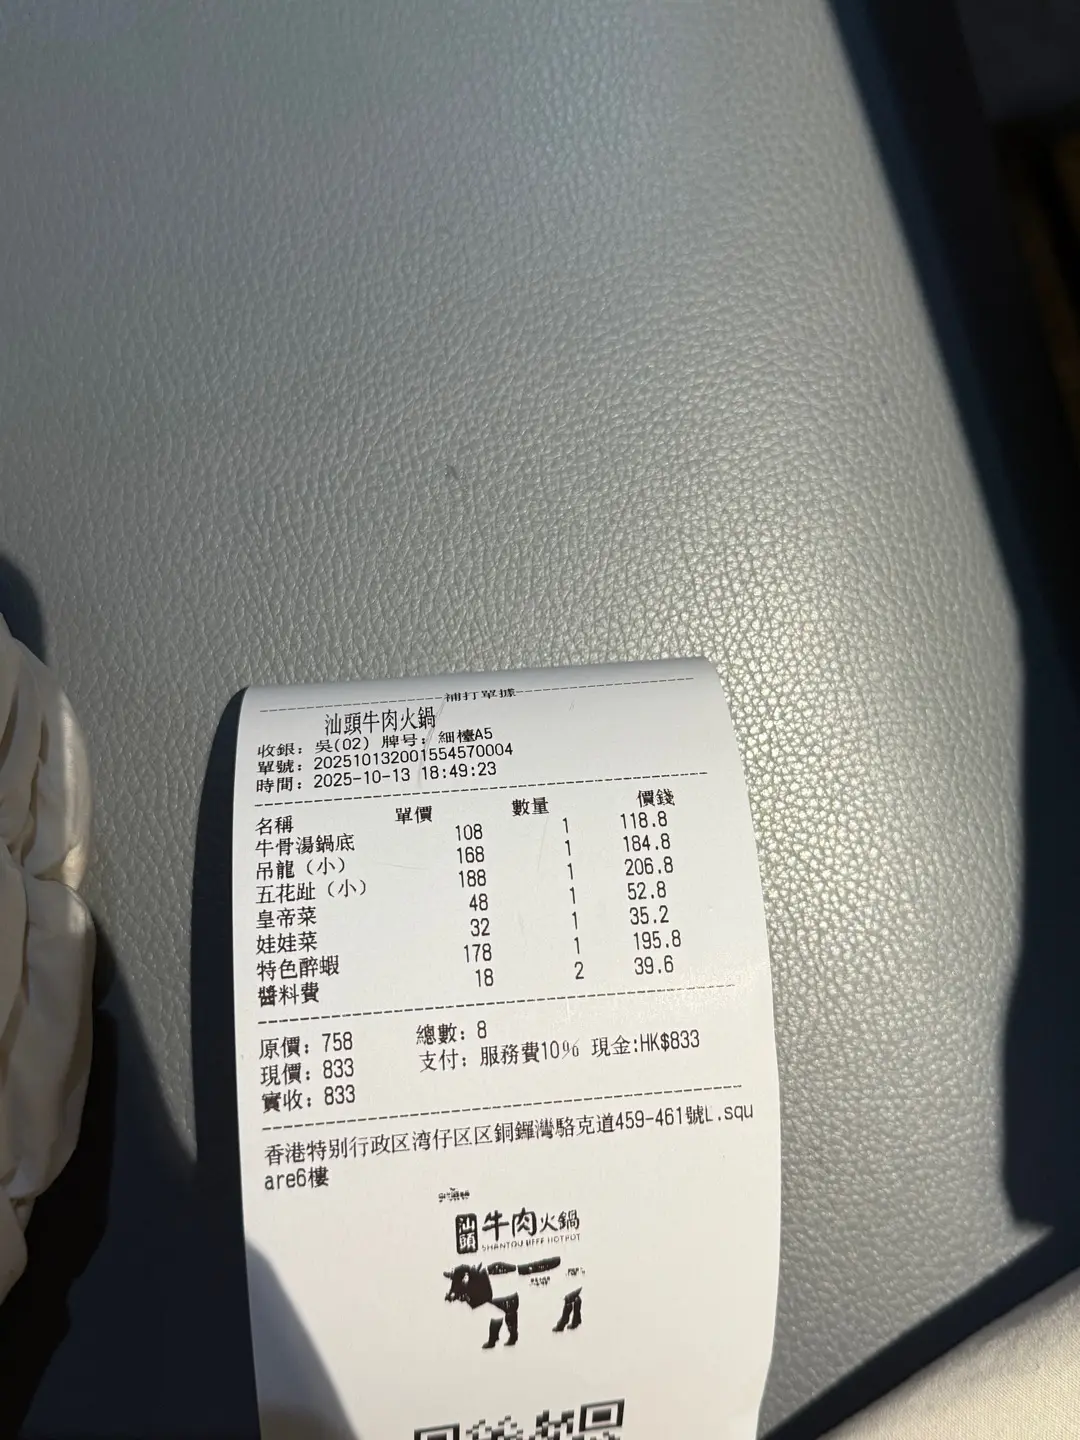 補打單據
汕頭牛肉火鍋
收銀: 吳(02) 牌号: 細檯A5
單號: 202510132001554570004
時間: 2025-10-13 18:49:23
名稱 單價 數量 價錢
牛骨湯鍋底 108 1 118.8
吊龍（小） 168 1 184.8
五花趾（小） 188 1 206.8
皇帝菜 48 1 52.8
娃娃菜 32 1 35.2
特色醉蝦 178 1 195.8
醬料費 18 2 39.6
原價: 758 總數: 8
現價: 833 支付: 服務費10% 現金:HK$833
實收: 833
香港特别行政区湾仔区区銅鑼灣駱克道459-461號L.squ
are6樓
汕頭 牛肉火鍋
SHANTOU BEEF HOTPOT